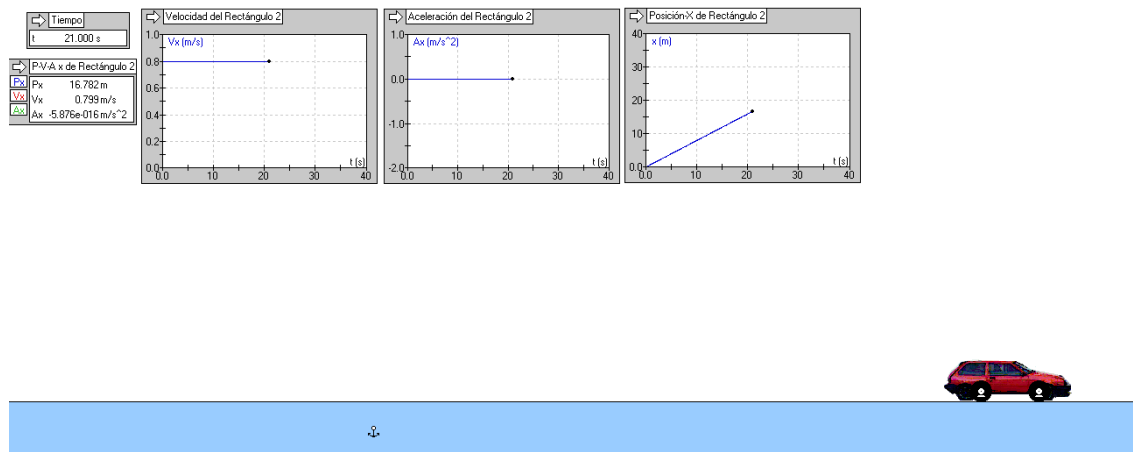 Tiempo
t 21.000 s
P-V-A x de Rectángulo 2
Px Px 16.782 m
Vx Vx 0.799 m/s
Ax Ax -5.876e-016 m/s^2
Velocidad del Rectángulo 2
Vx (m/s)
1.0
0.8
0.6
0.4
0.2
0.0
0.0 10 20 30 40
t (s)
Aceleración del Rectángulo 2
Ax (m/s^2)
1.0
0.0
-1.0
-2.0
0.0 10 20 30 40
t (s)
Posición-X de Rectángulo 2
x (m)
40
30
20
10
0.0
0.0 10 20 30 40
t (s)